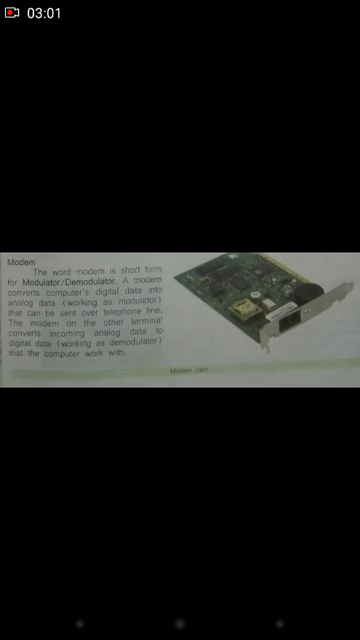 03:01
Modem
The word modem is short form
for Modulator/Demodulator. A modem
converts computer's digital data into
analog data (working as modulator)
that can be sent over telephone line.
The modem on the other terminal
converts incoming analog data to
digital data (working as demodulator)
that the computer work with.
Modem